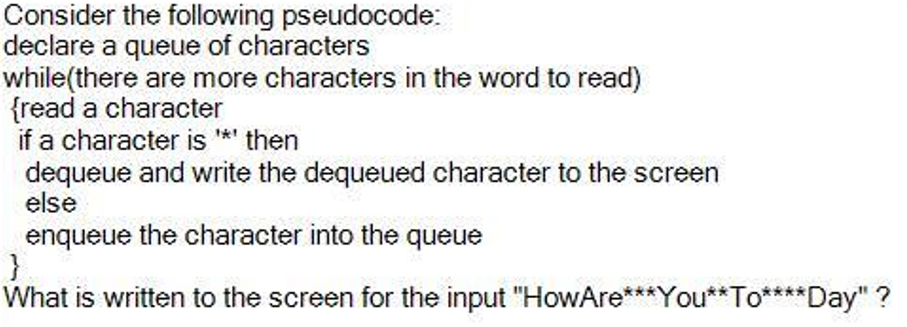 Consider the following pseudocode:
declare a queue of characters
while(there are more characters in the word to read)
{read a character
if a character is '*' then
dequeue and write the dequeued character to the screen
else
enqueue the character into the queue
}
What is written to the screen for the input "HowAre***You**To****Day" ?